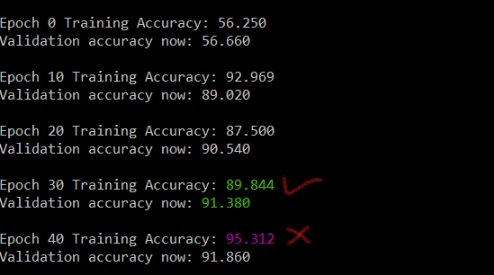 Epoch 0 Training Accuracy: 56.250
Validation accuracy now: 56.660
Epoch 10 Training Accuracy: 92.969
Validation accuracy now: 89.020
Epoch 20 Training Accuracy: 87.500
Validation accuracy now: 90.540
Epoch 30 Training Accuracy: 89.844
Validation accuracy now: 91.380
Epoch 40 Training Accuracy: 95.312
Validation accuracy now: 91.860